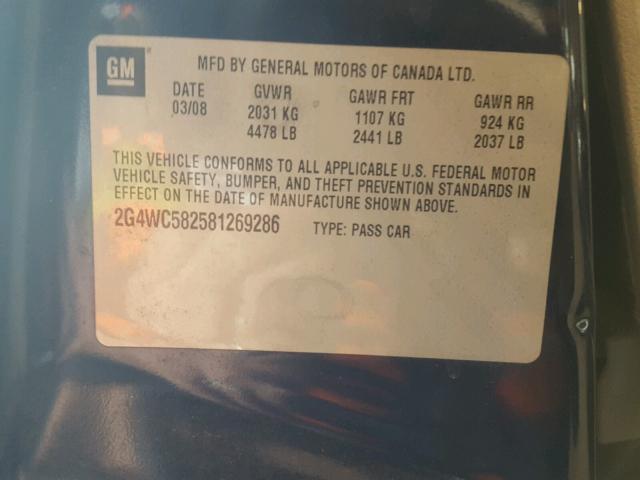 GM®
MFD BY GENERAL MOTORS OF CANADA LTD.
DATE GVWR GAWR FRT GAWR RR
03/08 2031 KG 1107 KG 924 KG
4478 LB 2441 LB 2037 LB
THIS VEHICLE CONFORMS TO ALL APPLICABLE U.S. FEDERAL MOTOR
VEHICLE SAFETY, BUMPER, AND THEFT PREVENTION STANDARDS IN
EFFECT ON THE DATE OF MANUFACTURE SHOWN ABOVE.
2G4WC582581269286 TYPE: PASS CAR